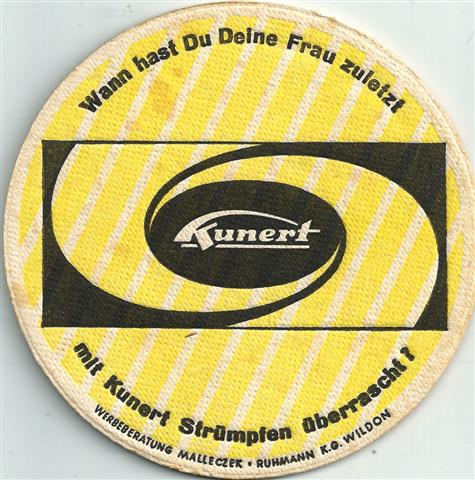 Wann hast Du Deine Frau zuletzt
Kunert
mit Kunert Strümpfen überrascht?
WERBEBERATUNG MALLECZEK • RUHMANN K.G. WILDON